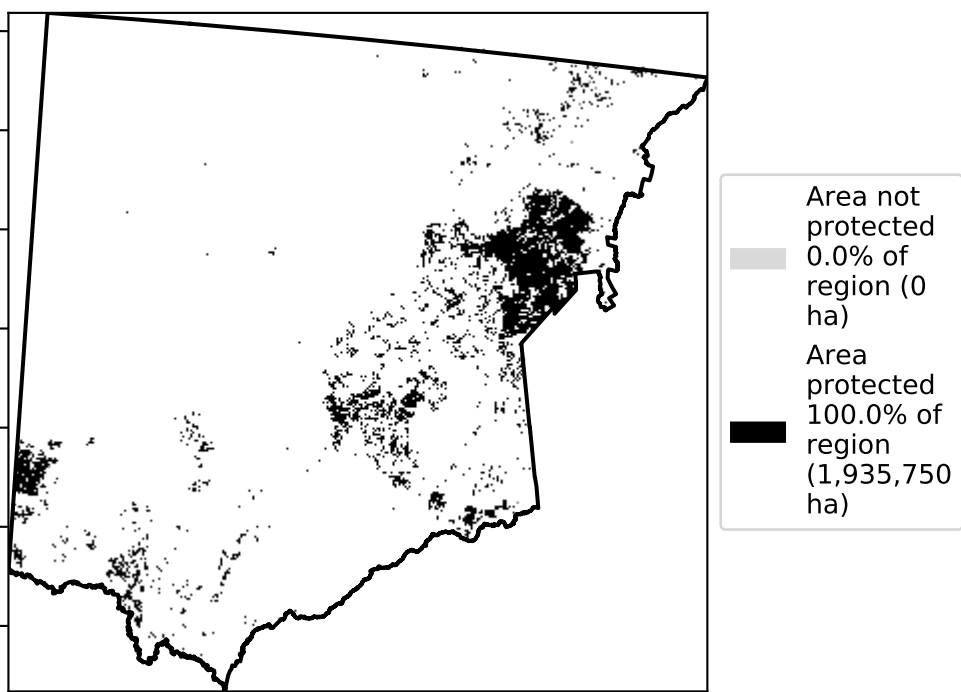 Area not
protected
0.0% of
region (0
ha)
Area
protected
100.0% of
region
(1,935,750
ha)